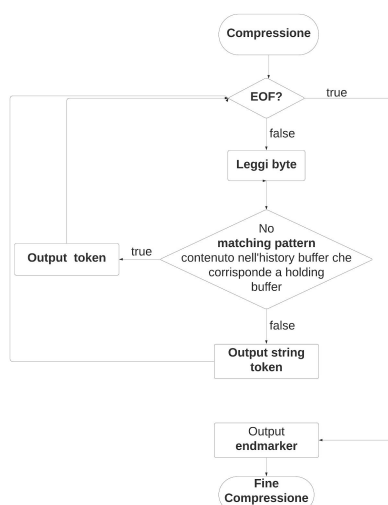 Compressione
EOF?
true
false
Leggi byte
No
matching pattern
contenuto nell'history buffer che
corrisponde a holding
buffer
true
Output token
false
Output string
token
Output
endmarker
Fine
Compressione